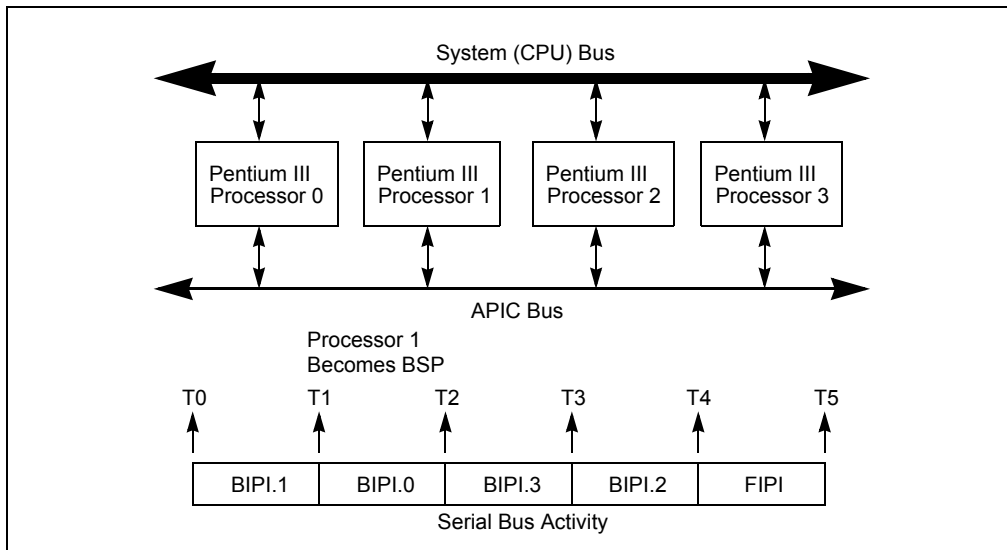 System (CPU) Bus
Pentium III
Processor 0
Pentium III
Processor 1
Pentium III
Processor 2
Pentium III
Processor 3
APIC Bus
Processor 1
Becomes BSP
T0 T1 T2 T3 T4 T5
BIPI.1 BIPI.0 BIPI.3 BIPI.2 FIPI
Serial Bus Activity